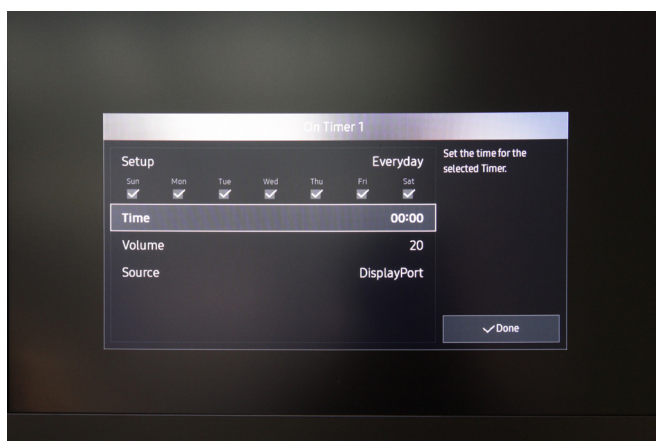 On Timer 1
Setup Everyday
Sun Mon Tue Wed Thu Fri Sat
Time 00:00
Volume 20
Source DisplayPort
Set the time for the
selected Timer.
Done